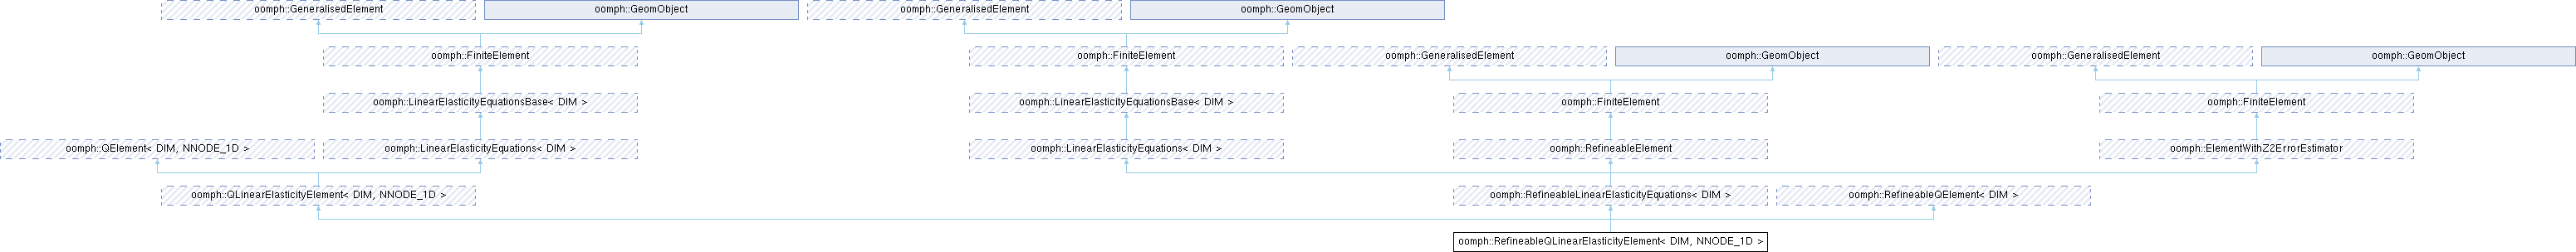 oomph::GeneralisedElement
oomph::GeomObject
oomph::GeneralisedElement
oomph::GeomObject
oomph::FiniteElement
oomph::FiniteElement
oomph::GeneralisedElement
oomph::GeomObject
oomph::GeneralisedElement
oomph::GeomObject
oomph::LinearElasticityEquationsBase< DIM >
oomph::LinearElasticityEquationsBase< DIM >
oomph::FiniteElement
oomph::FiniteElement
oomph::QElement< DIM, NNODE_1D >
oomph::LinearElasticityEquations< DIM >
oomph::LinearElasticityEquations< DIM >
oomph::RefineableElement
oomph::ElementWithZ2ErrorEstimator
oomph::QLinearElasticityElement< DIM, NNODE_1D >
oomph::RefineableLinearElasticityEquations< DIM >
oomph::RefineableQElement< DIM >
oomph::RefineableQLinearElasticityElement< DIM, NNODE_1D >